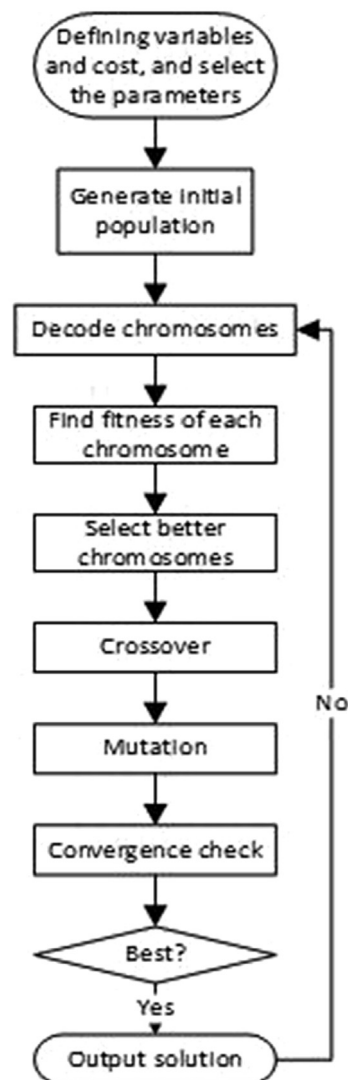 Defining variables
and cost, and select
the parameters
Generate initial
population
Decode chromosomes
Find fitness of each
chromosome
Select better
chromosomes
Crossover
No
Mutation
Convergence check
Best?
Yes
Output solution